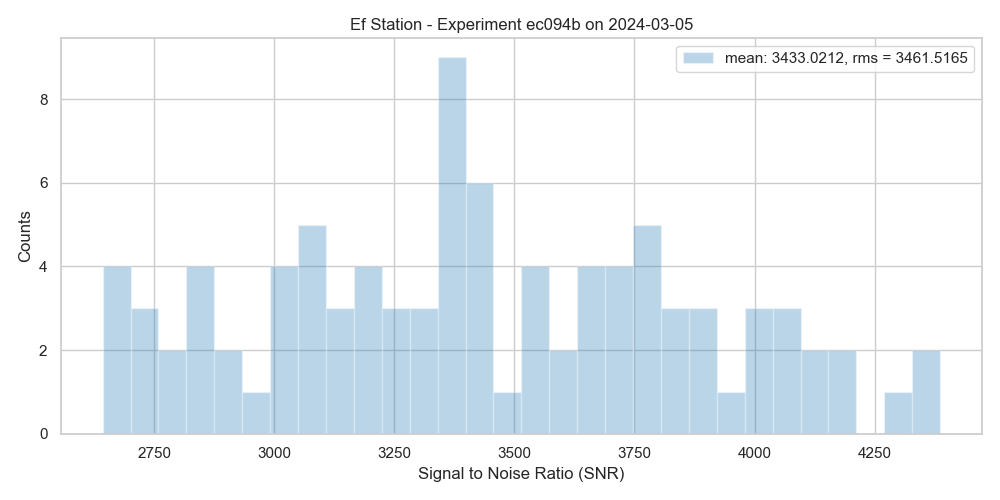 Ef Station - Experiment ec094b on 2024-03-05
mean: 3433.0212, rms = 3461.5165
8
6
4
2
0
Counts
2750 3000 3250 3500 3750 4000 4250
Signal to Noise Ratio (SNR)